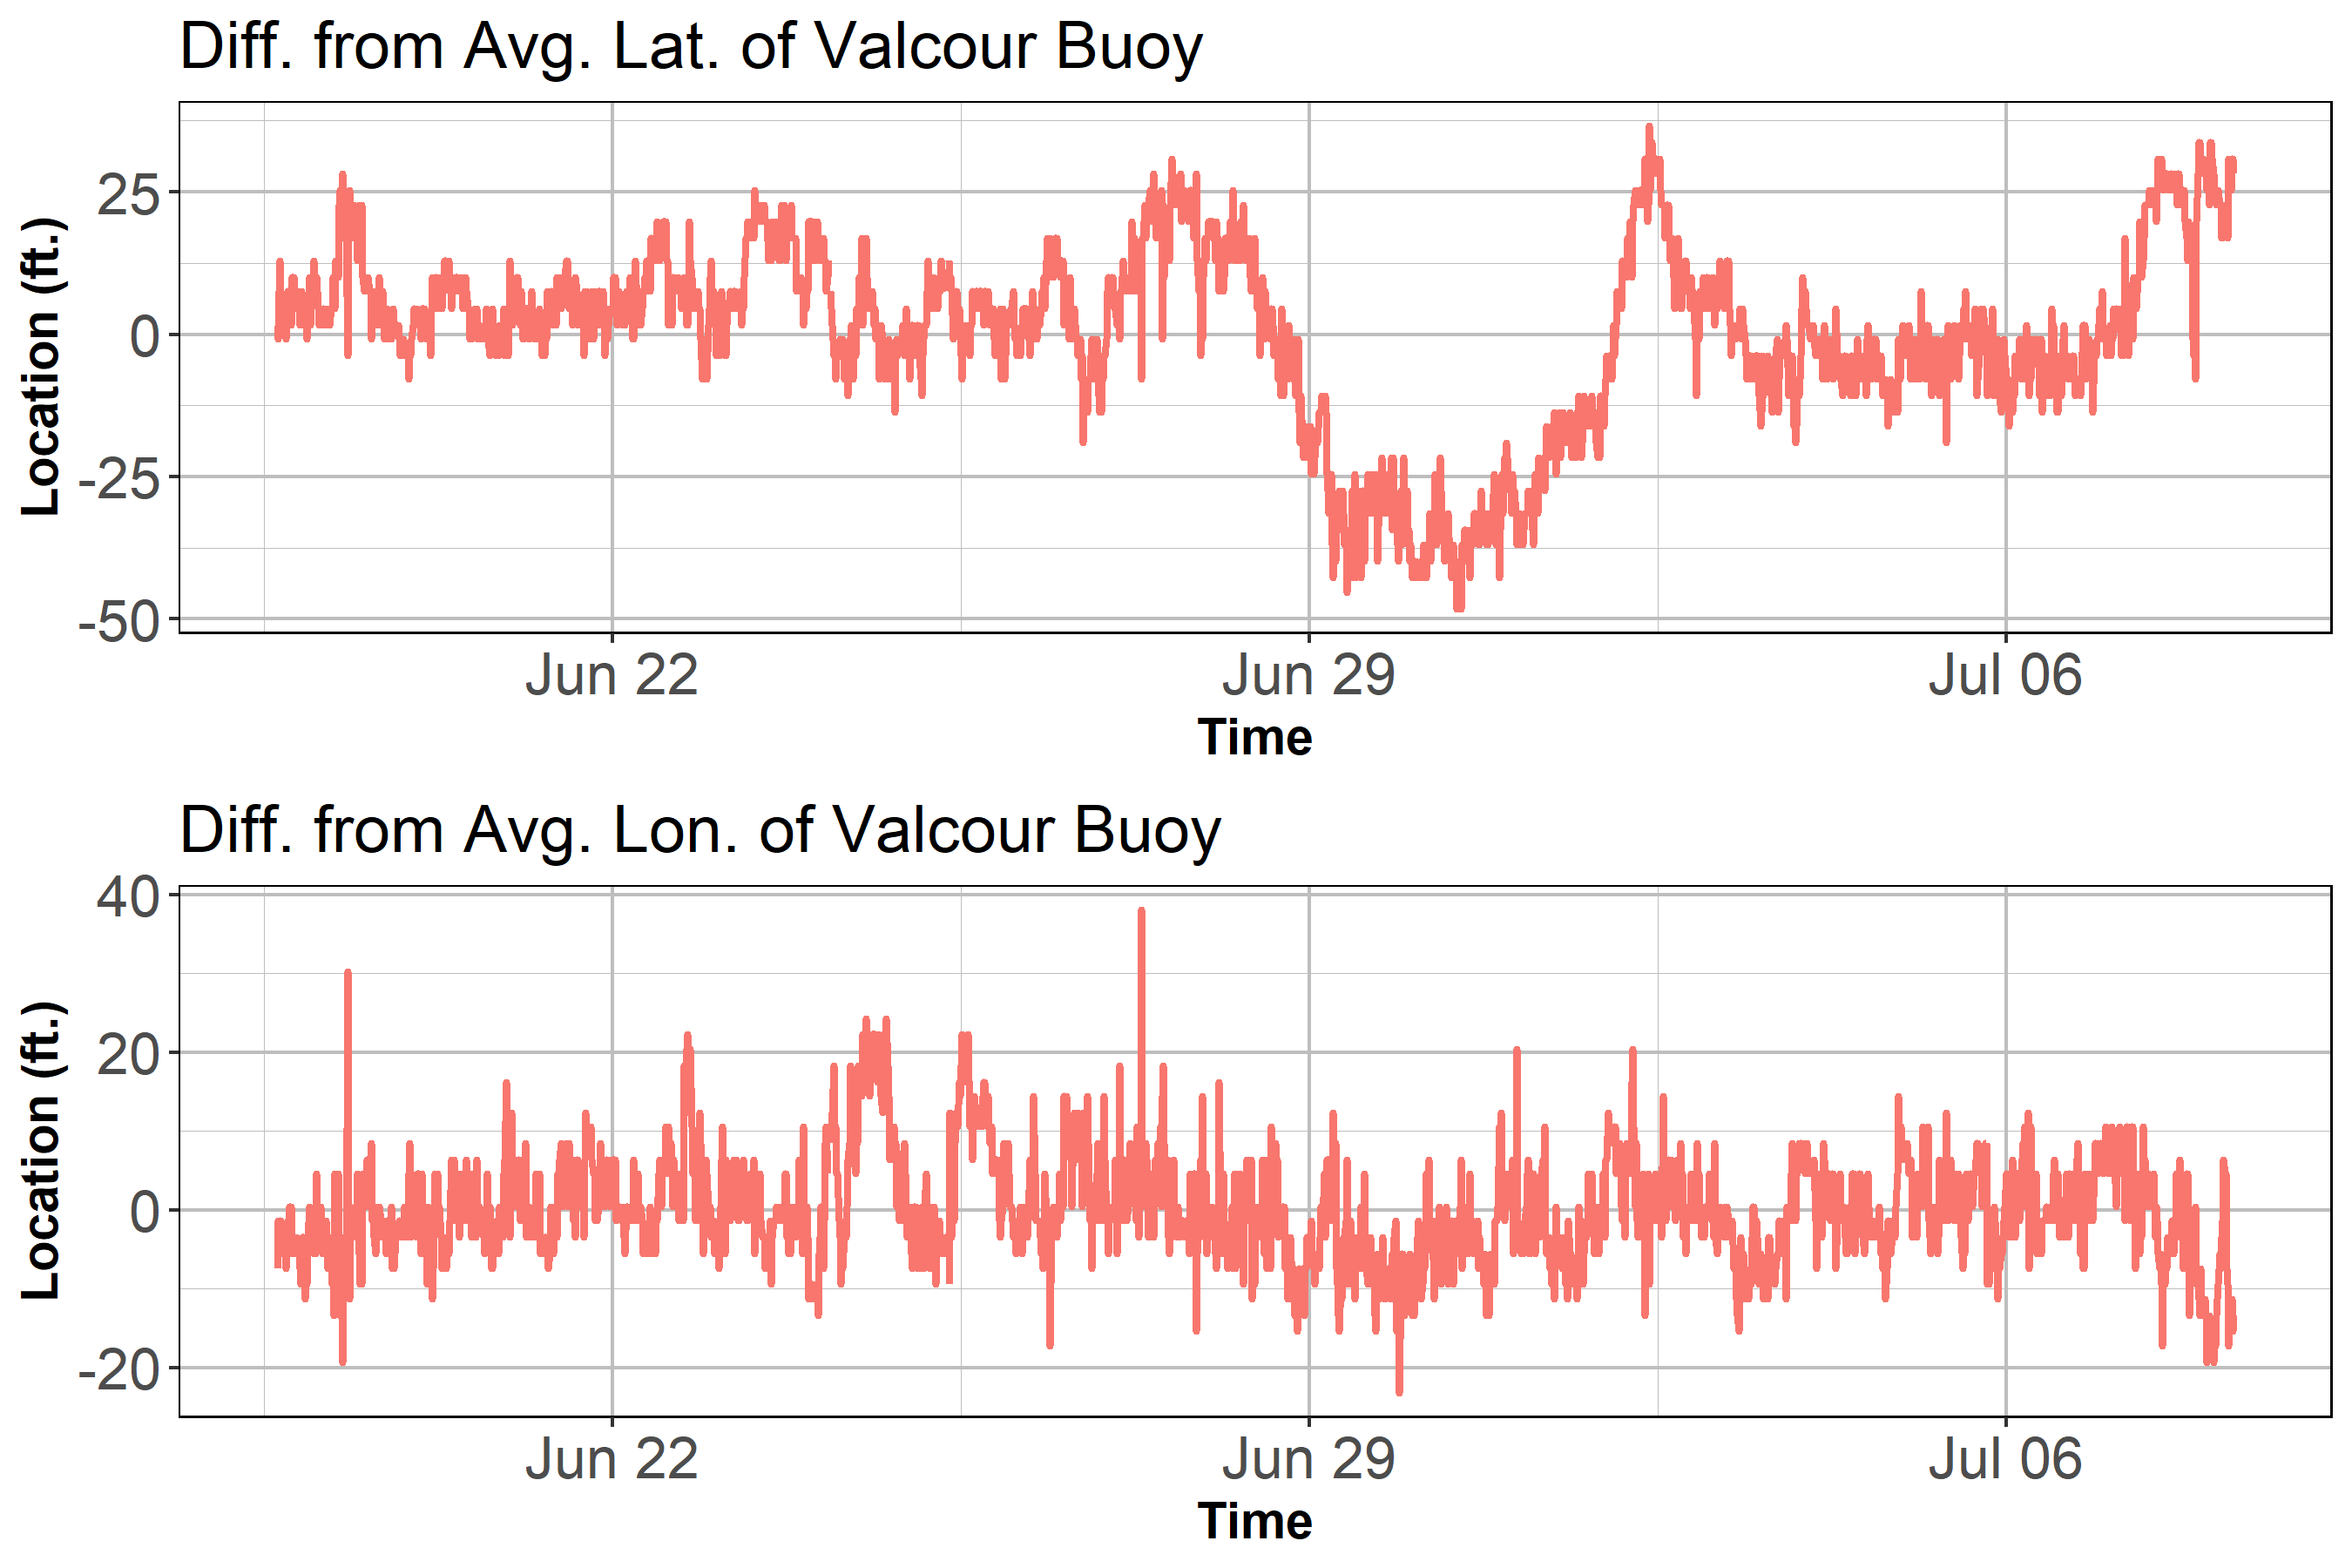 Diff. from Avg. Lat. of Valcour Buoy
Location (ft.)
25
0
-25
-50
Jun 22
Jun 29
Jul 06
Time
Diff. from Avg. Lon. of Valcour Buoy
Location (ft.)
40
20
0
-20
Jun 22
Jun 29
Jul 06
Time